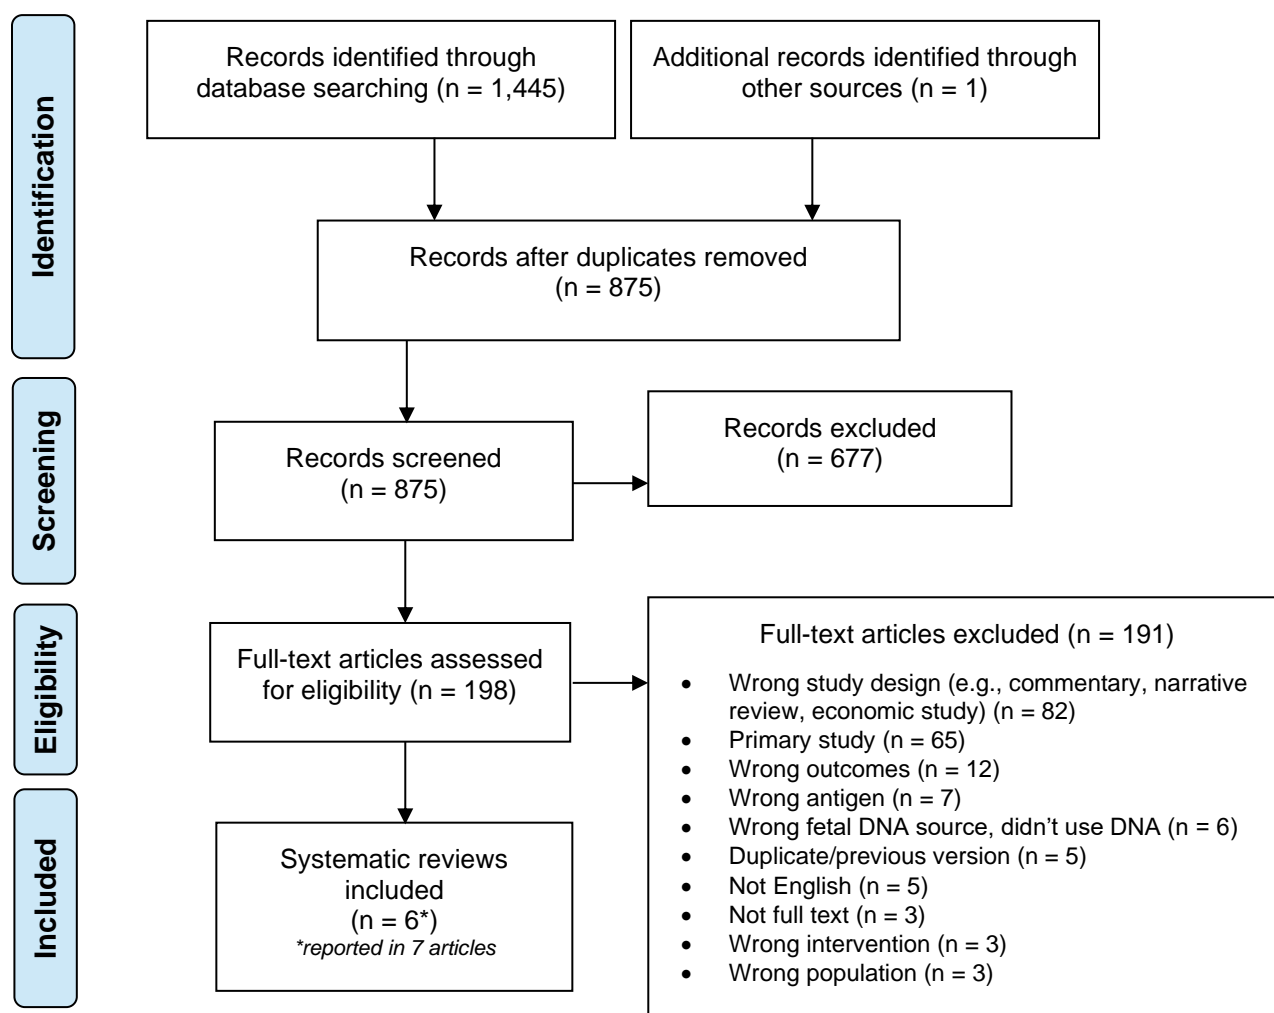 Identification
Records identified through
database searching (n = 1,445)
Additional records identified through
other sources (n = 1)
Records after duplicates removed
(n = 875)
Screening
Records screened
(n = 875)
Records excluded
(n = 677)
Eligibility
Full-text articles assessed
for eligibility (n = 198)
Full-text articles excluded (n = 191)
• Wrong study design (e.g., commentary, narrative
review, economic study) (n = 82)
• Primary study (n = 65)
• Wrong outcomes (n = 12)
• Wrong antigen (n = 7)
• Wrong fetal DNA source, didn’t use DNA (n = 6)
• Duplicate/previous version (n = 5)
• Not English (n = 5)
• Not full text (n = 3)
• Wrong intervention (n = 3)
• Wrong population (n = 3)
Included
Systematic reviews
included
(n = 6*)
*reported in 7 articles